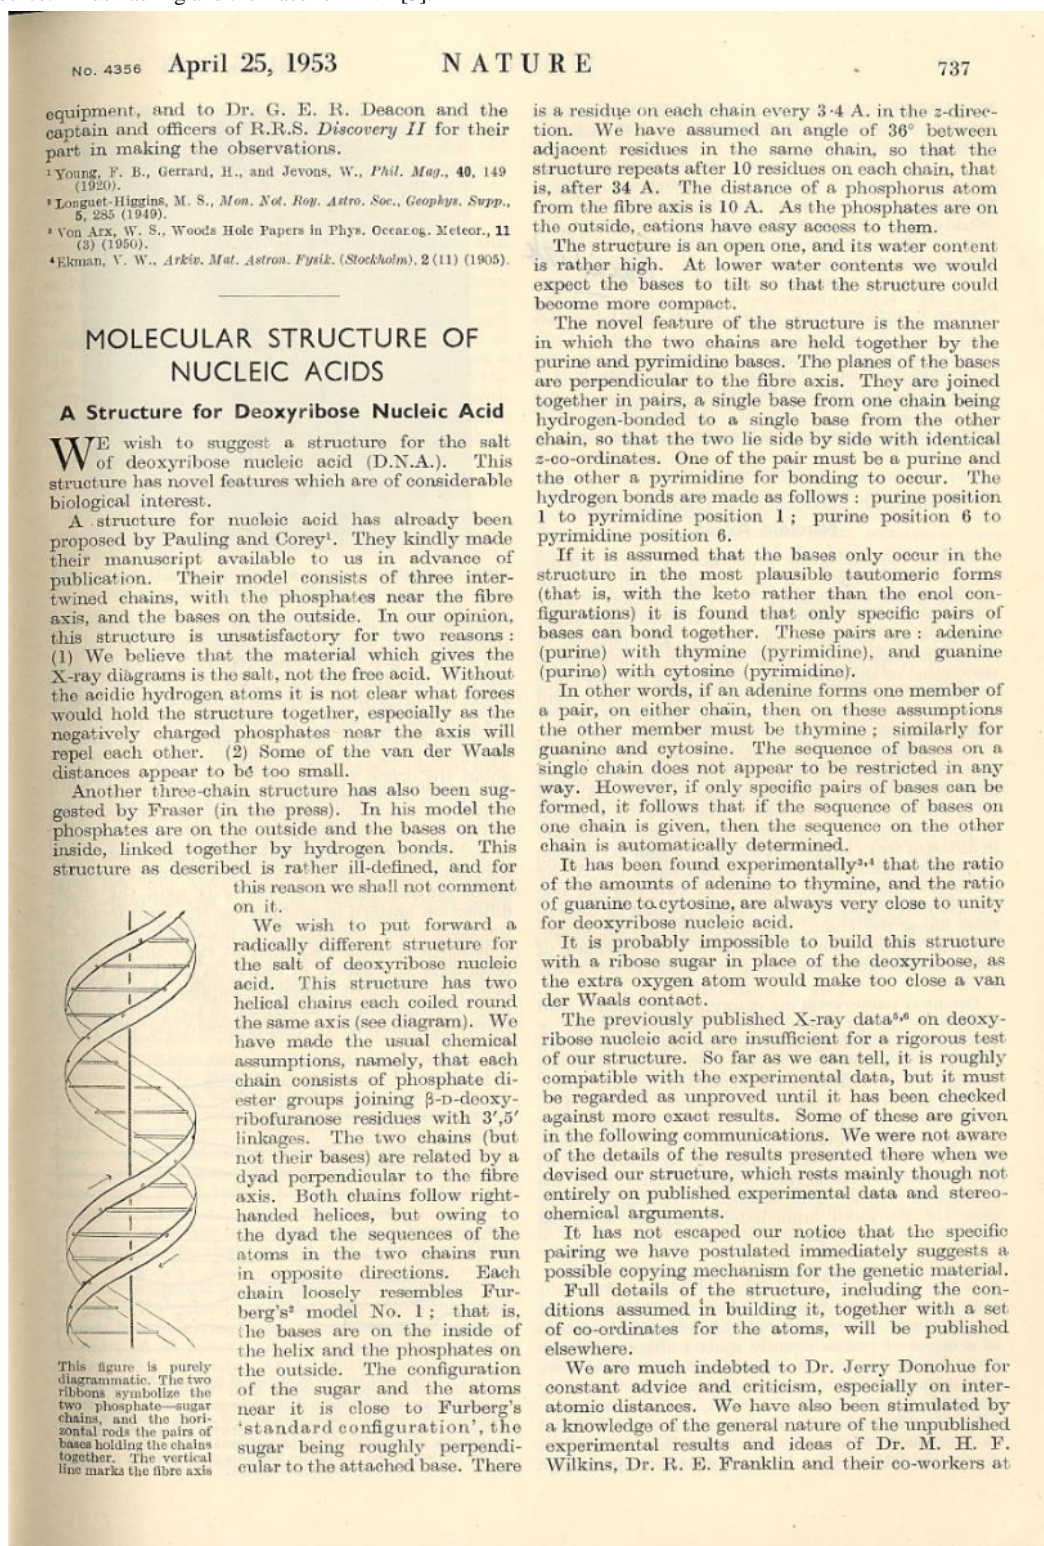 No. 4356 April 25, 1953 NATURE 737
equipment, and to Dr. G. E. R. Deacon and the
captain and officers of R.R.S. Discovery II for their
part in making the observations.
¹ Young, F. B., Gerrard, H., and Jevons, W., Phil. Mag., 40, 149
(1920).
² Longuet-Higgins, M. S., Mon. Not. Roy. Astro. Soc., Geophys. Supp.,
5, 285 (1949).
³ Von Arx, W. S., Woods Hole Papers in Phys. Ocearog. Meteor., 11
(3) (1950).
⁴ Ekman, V. W., Arkiv. Mat. Astron. Fysik. (Stockholm), 2 (11) (1905).
MOLECULAR STRUCTURE OF
NUCLEIC ACIDS
A Structure for Deoxyribose Nucleic Acid
WE wish to suggest a structure for the salt
of deoxyribose nucleic acid (D.N.A.). This
structure has novel features which are of considerable
biological interest.
A structure for nucleic acid has already been
proposed by Pauling and Corey¹. They kindly made
their manuscript available to us in advance of
publication. Their model consists of three inter-
twined chains, with the phosphates near the fibre
axis, and the bases on the outside. In our opinion,
this structure is unsatisfactory for two reasons :
(1) We believe that the material which gives the
X-ray diagrams is the salt, not the free acid. Without
the acidic hydrogen atoms it is not clear what forces
would hold the structure together, especially as the
negatively charged phosphates near the axis will
repel each other. (2) Some of the van der Waals
distances appear to be too small.
Another three-chain structure has also been sug-
gested by Fraser (in the press). In his model the
phosphates are on the outside and the bases on the
inside, linked together by hydrogen bonds. This
structure as described is rather ill-defined, and for
this reason we shall not comment
on it.
We wish to put forward a
radically different structure for
the salt of deoxyribose nucleic
acid. This structure has two
helical chains each coiled round
the same axis (see diagram). We
have made the usual chemical
assumptions, namely, that each
chain consists of phosphate di-
ester groups joining β-D-deoxy-
ribofuranose residues with 3′,5′
linkages. The two chains (but
not their bases) are related by a
dyad perpendicular to the fibre
axis. Both chains follow right-
handed helices, but owing to
the dyad the sequences of the
atoms in the two chains run
in opposite directions. Each
chain loosely resembles Fur-
berg's² model No. 1 ; that is,
the bases are on the inside of
the helix and the phosphates on
the outside. The configuration
of the sugar and the atoms
near it is close to Furberg's
'standard configuration', the
sugar being roughly perpendi-
cular to the attached base. There
This figure is purely
diagrammatic. The two
ribbons symbolize the
two phosphate—sugar
chains, and the hori-
zontal rods the pairs of
bases holding the chains
together. The vertical
line marks the fibre axis
is a residue on each chain every 3·4 A. in the z-direc-
tion. We have assumed an angle of 36° between
adjacent residues in the same chain, so that the
structure repeats after 10 residues on each chain, that
is, after 34 A. The distance of a phosphorus atom
from the fibre axis is 10 A. As the phosphates are on
the outside, cations have easy access to them.
The structure is an open one, and its water content
is rather high. At lower water contents we would
expect the bases to tilt so that the structure could
become more compact.
The novel feature of the structure is the manner
in which the two chains are held together by the
purine and pyrimidine bases. The planes of the bases
are perpendicular to the fibre axis. They are joined
together in pairs, a single base from one chain being
hydrogen-bonded to a single base from the other
chain, so that the two lie side by side with identical
z-co-ordinates. One of the pair must be a purine and
the other a pyrimidine for bonding to occur. The
hydrogen bonds are made as follows : purine position
1 to pyrimidine position 1 ; purine position 6 to
pyrimidine position 6.
If it is assumed that the bases only occur in the
structure in the most plausible tautomeric forms
(that is, with the keto rather than the enol con-
figurations) it is found that only specific pairs of
bases can bond together. These pairs are : adenine
(purine) with thymine (pyrimidine), and guanine
(purine) with cytosine (pyrimidine).
In other words, if an adenine forms one member of
a pair, on either chain, then on these assumptions
the other member must be thymine ; similarly for
guanine and cytosine. The sequence of bases on a
single chain does not appear to be restricted in any
way. However, if only specific pairs of bases can be
formed, it follows that if the sequence of bases on
one chain is given, then the sequence on the other
chain is automatically determined.
It has been found experimentally³,⁴ that the ratio
of the amounts of adenine to thymine, and the ratio
of guanine to cytosine, are always very close to unity
for deoxyribose nucleic acid.
It is probably impossible to build this structure
with a ribose sugar in place of the deoxyribose, as
the extra oxygen atom would make too close a van
der Waals contact.
The previously published X-ray data⁵,⁶ on deoxy-
ribose nucleic acid are insufficient for a rigorous test
of our structure. So far as we can tell, it is roughly
compatible with the experimental data, but it must
be regarded as unproved until it has been checked
against more exact results. Some of these are given
in the following communications. We were not aware
of the details of the results presented there when we
devised our structure, which rests mainly though not
entirely on published experimental data and stereo-
chemical arguments.
It has not escaped our notice that the specific
pairing we have postulated immediately suggests a
possible copying mechanism for the genetic material.
Full details of the structure, including the con-
ditions assumed in building it, together with a set
of co-ordinates for the atoms, will be published
elsewhere.
We are much indebted to Dr. Jerry Donohue for
constant advice and criticism, especially on inter-
atomic distances. We have also been stimulated by
a knowledge of the general nature of the unpublished
experimental results and ideas of Dr. M. H. F.
Wilkins, Dr. R. E. Franklin and their co-workers at